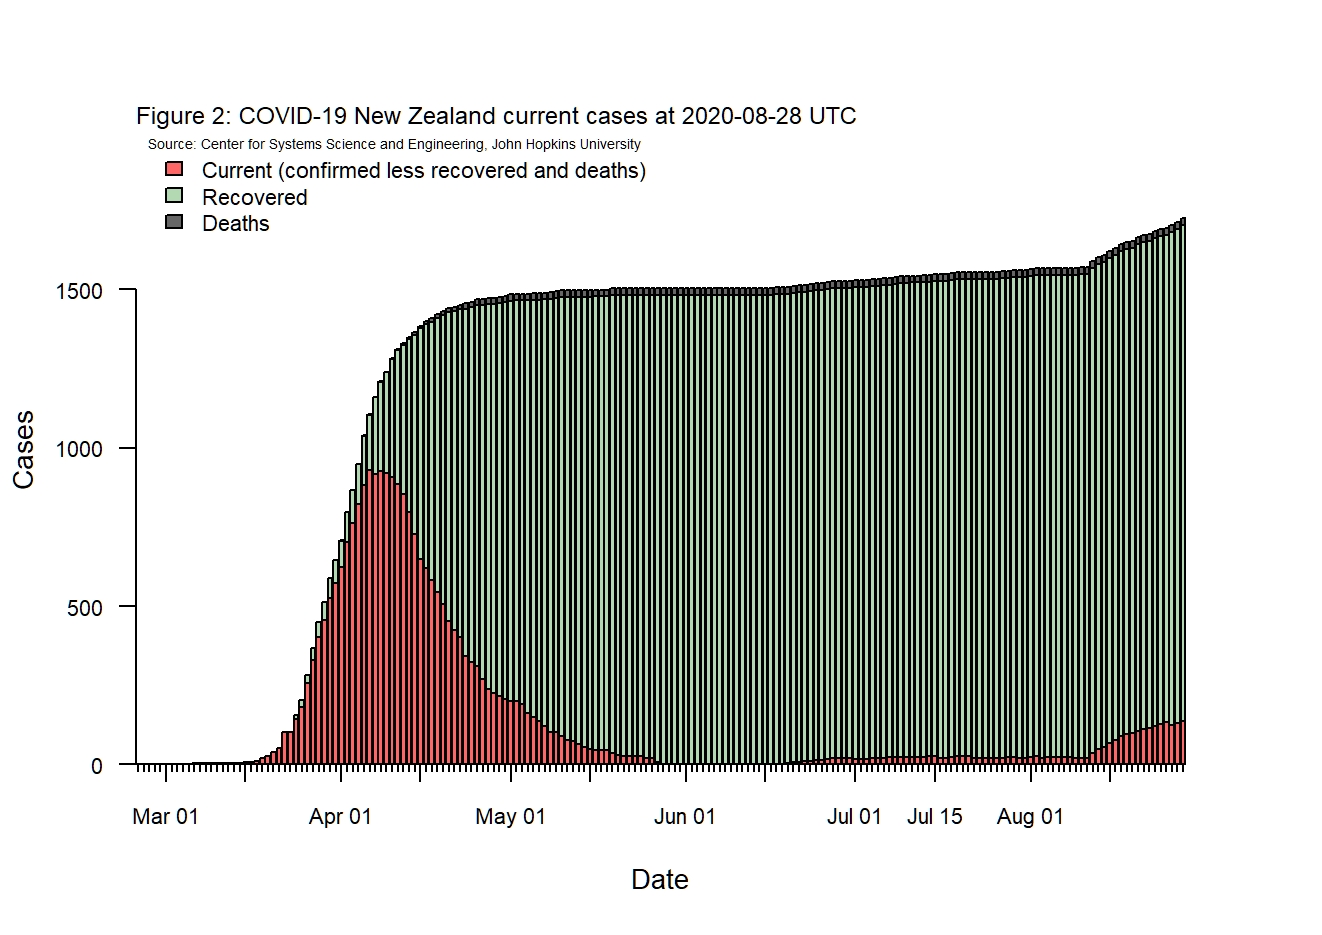 Figure 2: COVID-19 New Zealand current cases at 2020-08-28 UTC
Source: Center for Systems Science and Engineering, John Hopkins University
Current (confirmed less recovered and deaths)
Recovered
Deaths
Cases
1500
1000
500
0
Mar 01 Apr 01 May 01 Jun 01 Jul 01 Jul 15 Aug 01
Date